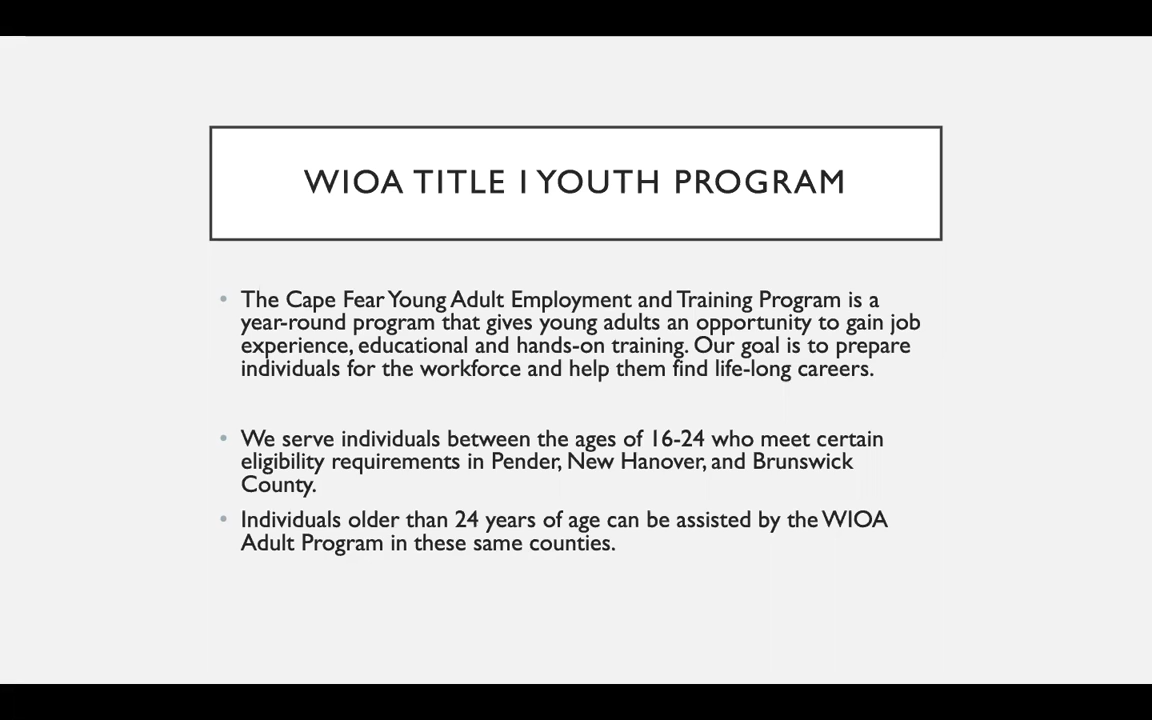 WIOA TITLE I YOUTH PROGRAM
• The Cape Fear Young Adult Employment and Training Program is a
year-round program that gives young adults an opportunity to gain job
experience, educational and hands-on training. Our goal is to prepare
individuals for the workforce and help them find life-long careers.
• We serve individuals between the ages of 16-24 who meet certain
eligibility requirements in Pender, New Hanover, and Brunswick
County.
• Individuals older than 24 years of age can be assisted by the WIOA
Adult Program in these same counties.